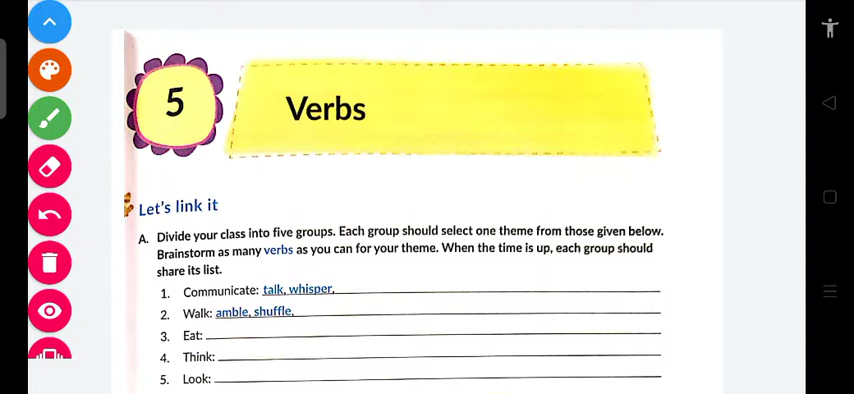 5
Verbs
Let's link it
A. Divide your class into five groups. Each group should select one theme from those given below.
Brainstorm as many verbs as you can for your theme. When the time is up, each group should
share its list.
1. Communicate: talk, whisper,
2. Walk: amble, shuffle,
3. Eat:
4. Think:
5. Look: